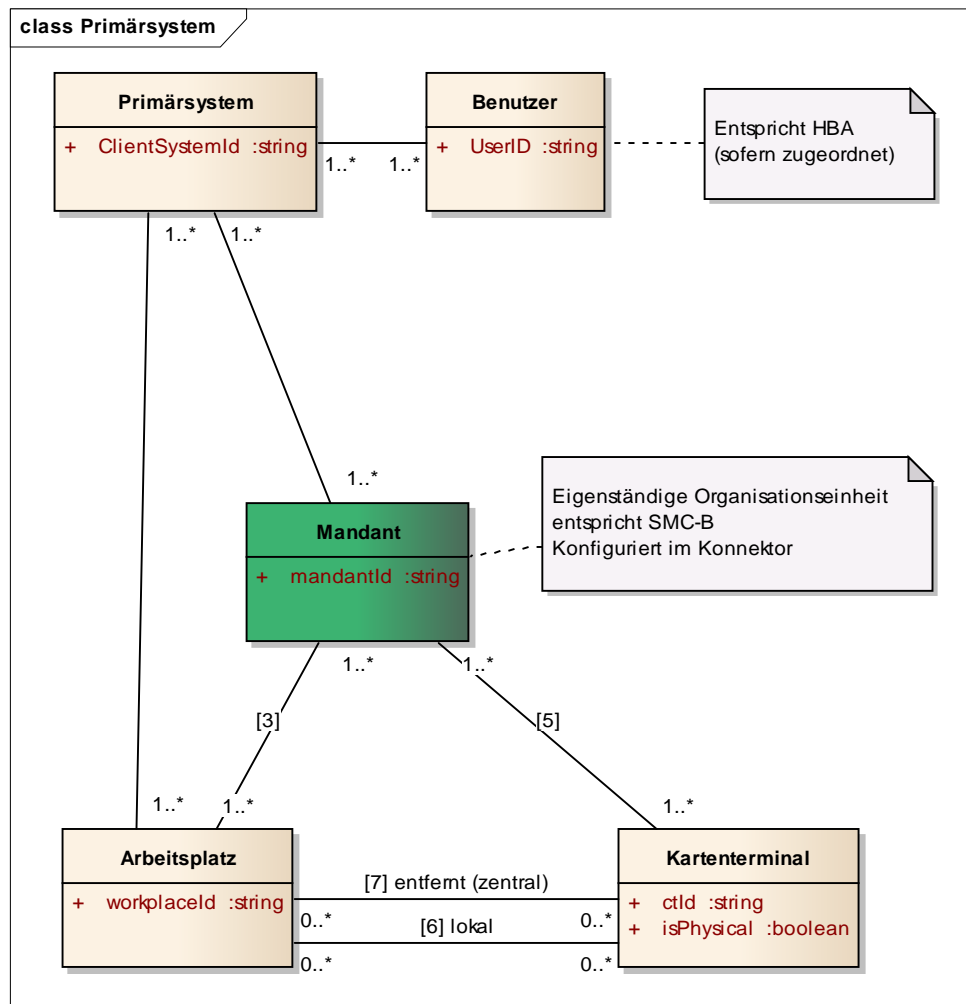 class Primärsystem
Primärsystem
+ ClientSystemId :string
Benutzer
+ UserID :string
Entspricht HBA
(sofern zugeordnet)
1..*
1..*
1..*
1..*
1..*
Mandant
+ mandantId :string
Eigenständige Organisationseinheit
entspricht SMC-B
Konfiguriert im Konnektor
1..*
1..*
[3]
[5]
1..*
1..*
1..*
Arbeitsplatz
+ workplaceId :string
Kartenterminal
+ ctId :string
+ isPhysical :boolean
[7] entfernt (zentral)
0..*
0..*
[6] lokal
0..*
0..*